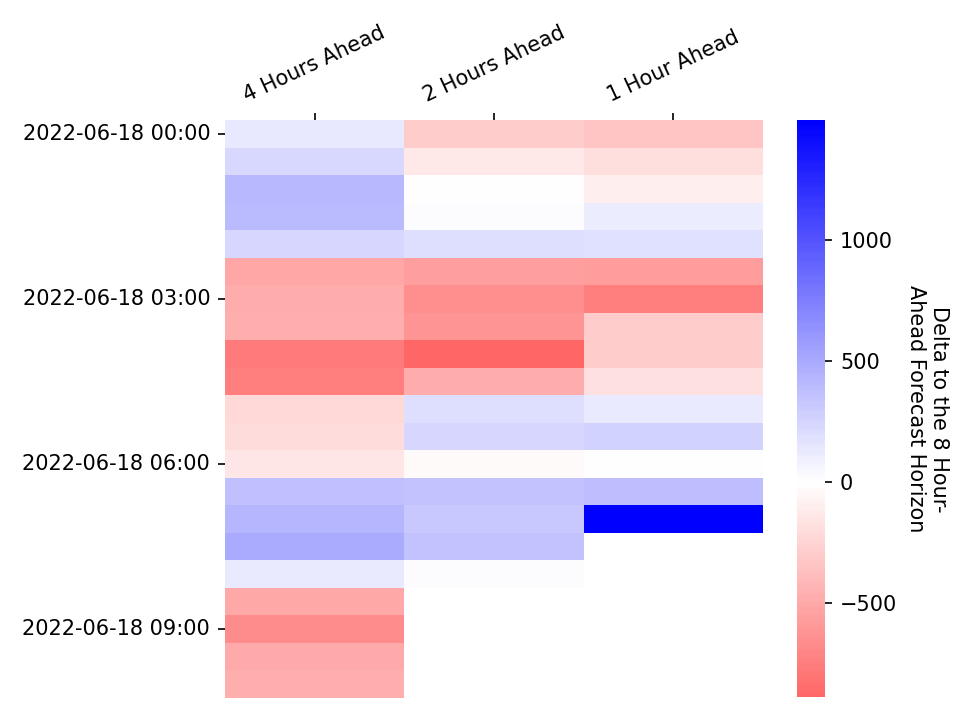 4 Hours Ahead
2 Hours Ahead
1 Hour Ahead
2022-06-18 00:00
2022-06-18 03:00
2022-06-18 06:00
2022-06-18 09:00
1000
500
0
−500
Delta to the 8 Hour-
Ahead Forecast Horizon